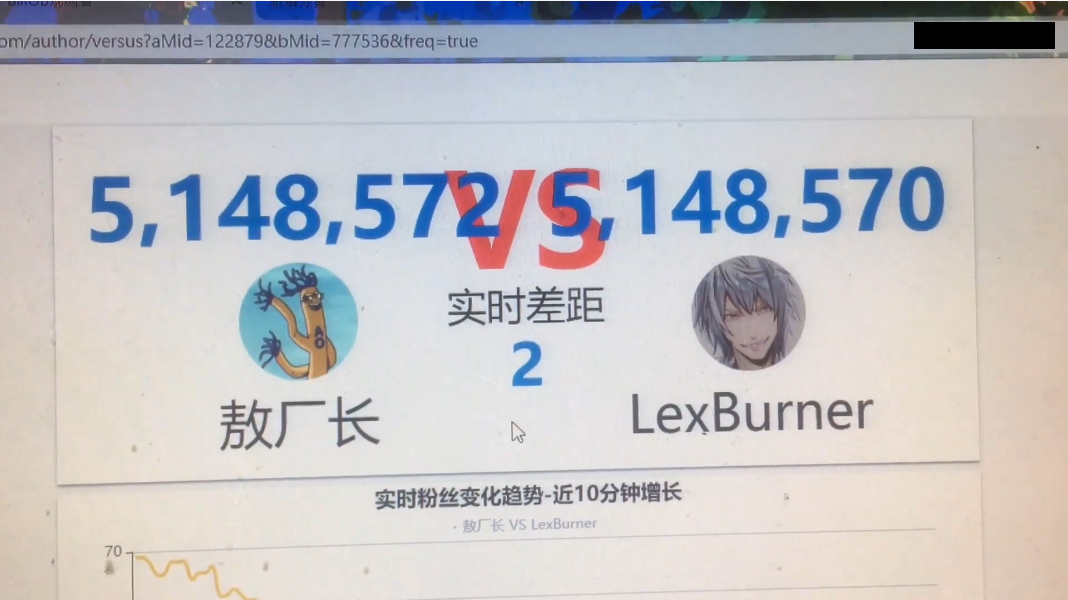 om/author/versus?aMid=122879&bMid=777536&freq=true
5,148,572 VS 5,148,570
实时差距
2
AO
敖厂长
LexBurner
实时粉丝变化趋势-近10分钟增长
· 敖厂长 VS LexBurner
70